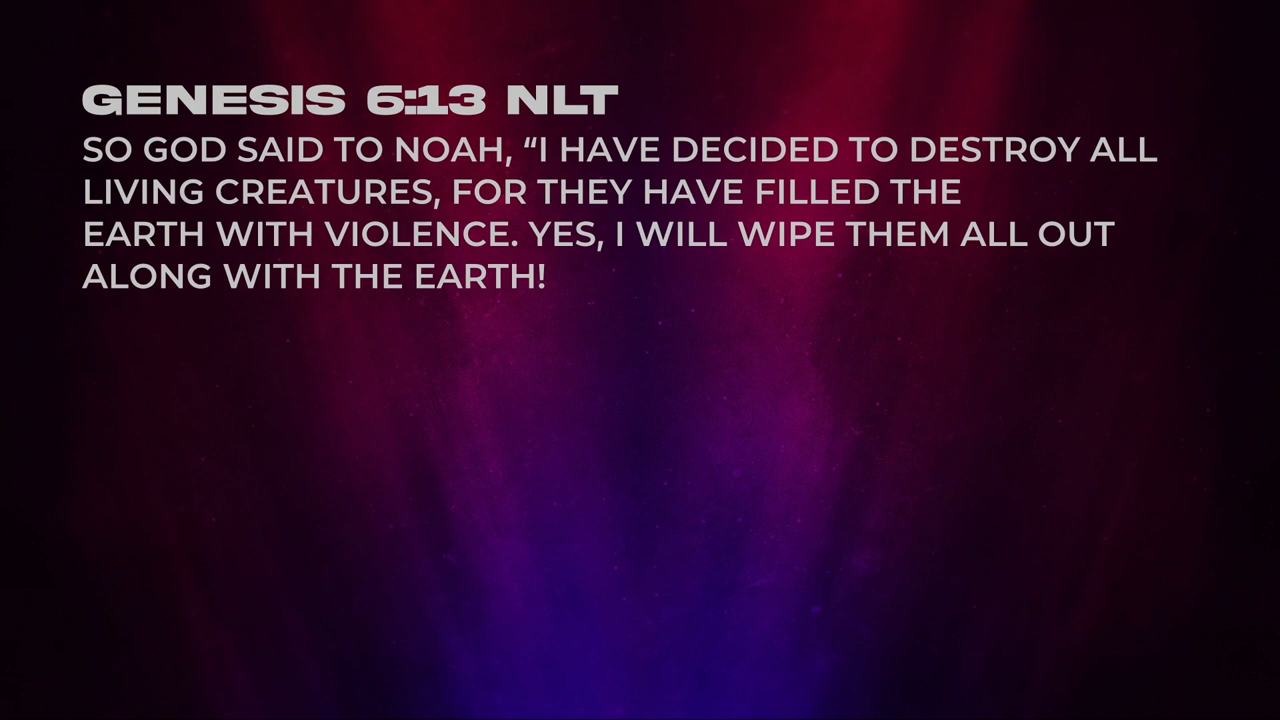 GENESIS 6:13 NLT
SO GOD SAID TO NOAH, “I HAVE DECIDED TO DESTROY ALL
LIVING CREATURES, FOR THEY HAVE FILLED THE
EARTH WITH VIOLENCE. YES, I WILL WIPE THEM ALL OUT
ALONG WITH THE EARTH!